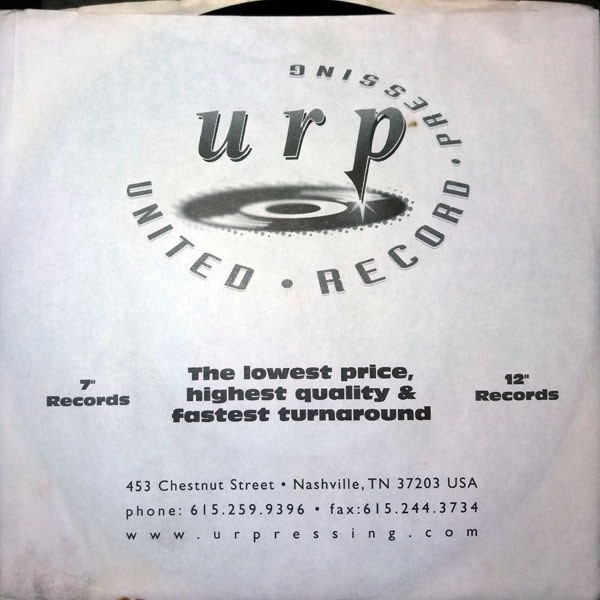 urp
UNITED • RECORD • PRESSING
7"
Records
The lowest price,
highest quality &
fastest turnaround
12"
Records
453 Chestnut Street • Nashville, TN 37203 USA
phone: 615.259.9396 • fax:615.244.3734
www.urpressing.com